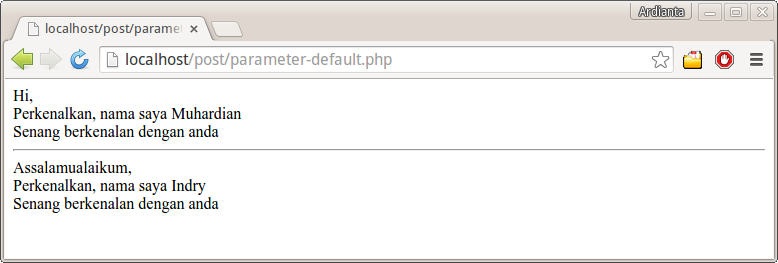 Ardianta
localhost/post/paramet
localhost/post/parameter-default.php
Hi,
Perkenalkan, nama saya Muhardian
Senang berkenalan dengan anda
Assalamualaikum,
Perkenalkan, nama saya Indry
Senang berkenalan dengan anda